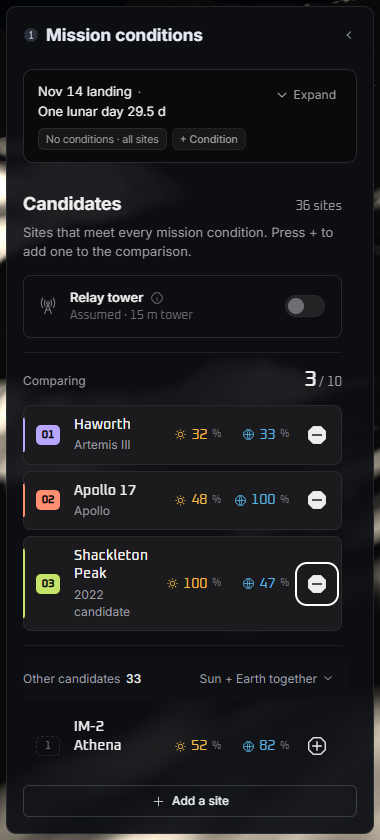 1 Mission conditions
Nov 14 landing ·
One lunar day 29.5 d
Expand
No conditions · all sites
+ Condition
Candidates
36 sites
Sites that meet every mission condition. Press + to
add one to the comparison.
Relay tower
Assumed · 15 m tower
Comparing
3 / 10
01
Haworth
Artemis III
32 %
33 %
02
Apollo 17
Apollo
48 %
100 %
03
Shackleton
Peak
2022
candidate
100 %
47 %
Other candidates 33
Sun + Earth together
1
IM-2
Athena
52 %
82 %
+ Add a site